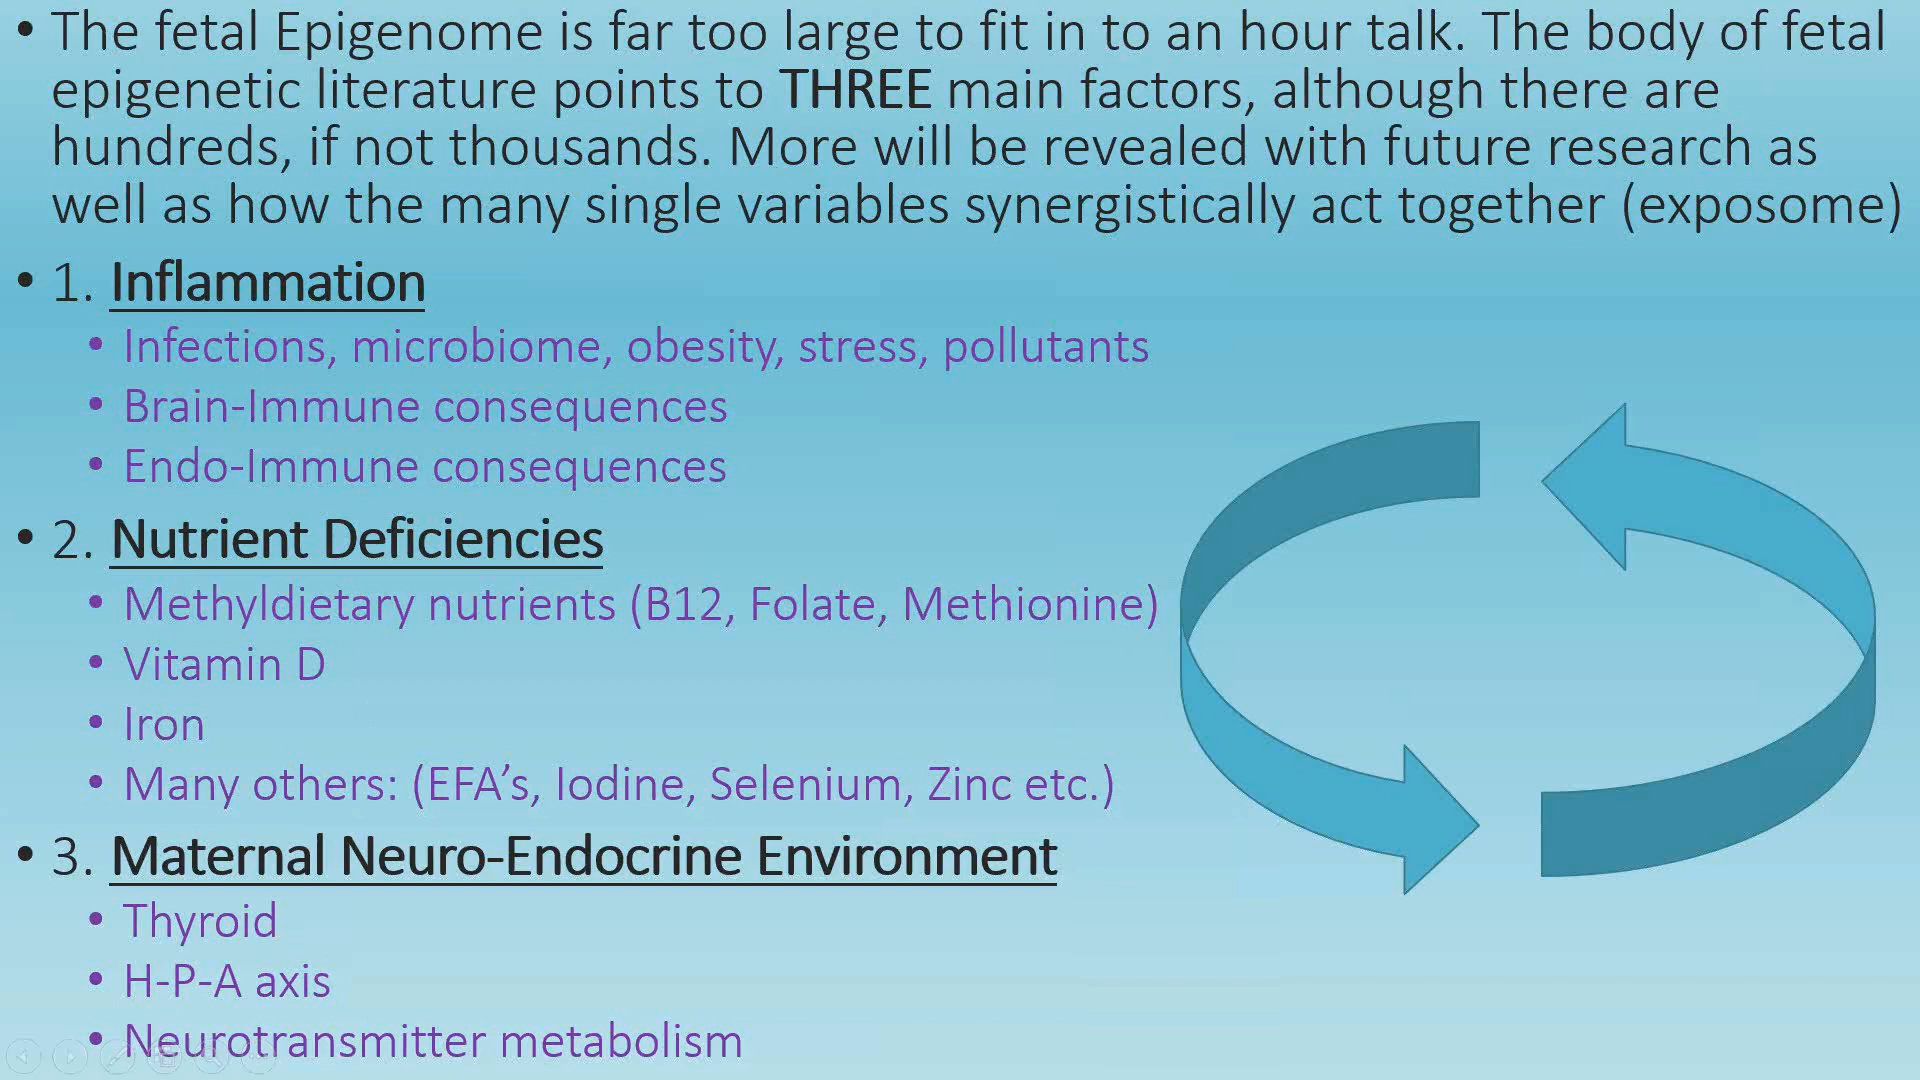 • The fetal Epigenome is far too large to fit in to an hour talk. The body of fetal
epigenetic literature points to THREE main factors, although there are
hundreds, if not thousands. More will be revealed with future research as
well as how the many single variables synergistically act together (exposome)
• 1. Inflammation
• Infections, microbiome, obesity, stress, pollutants
• Brain-Immune consequences
• Endo-Immune consequences
• 2. Nutrient Deficiencies
• Methyldietary nutrients (B12, Folate, Methionine)
• Vitamin D
• Iron
• Many others: (EFA’s, Iodine, Selenium, Zinc etc.)
• 3. Maternal Neuro-Endocrine Environment
• Thyroid
• H-P-A axis
• Neurotransmitter metabolism